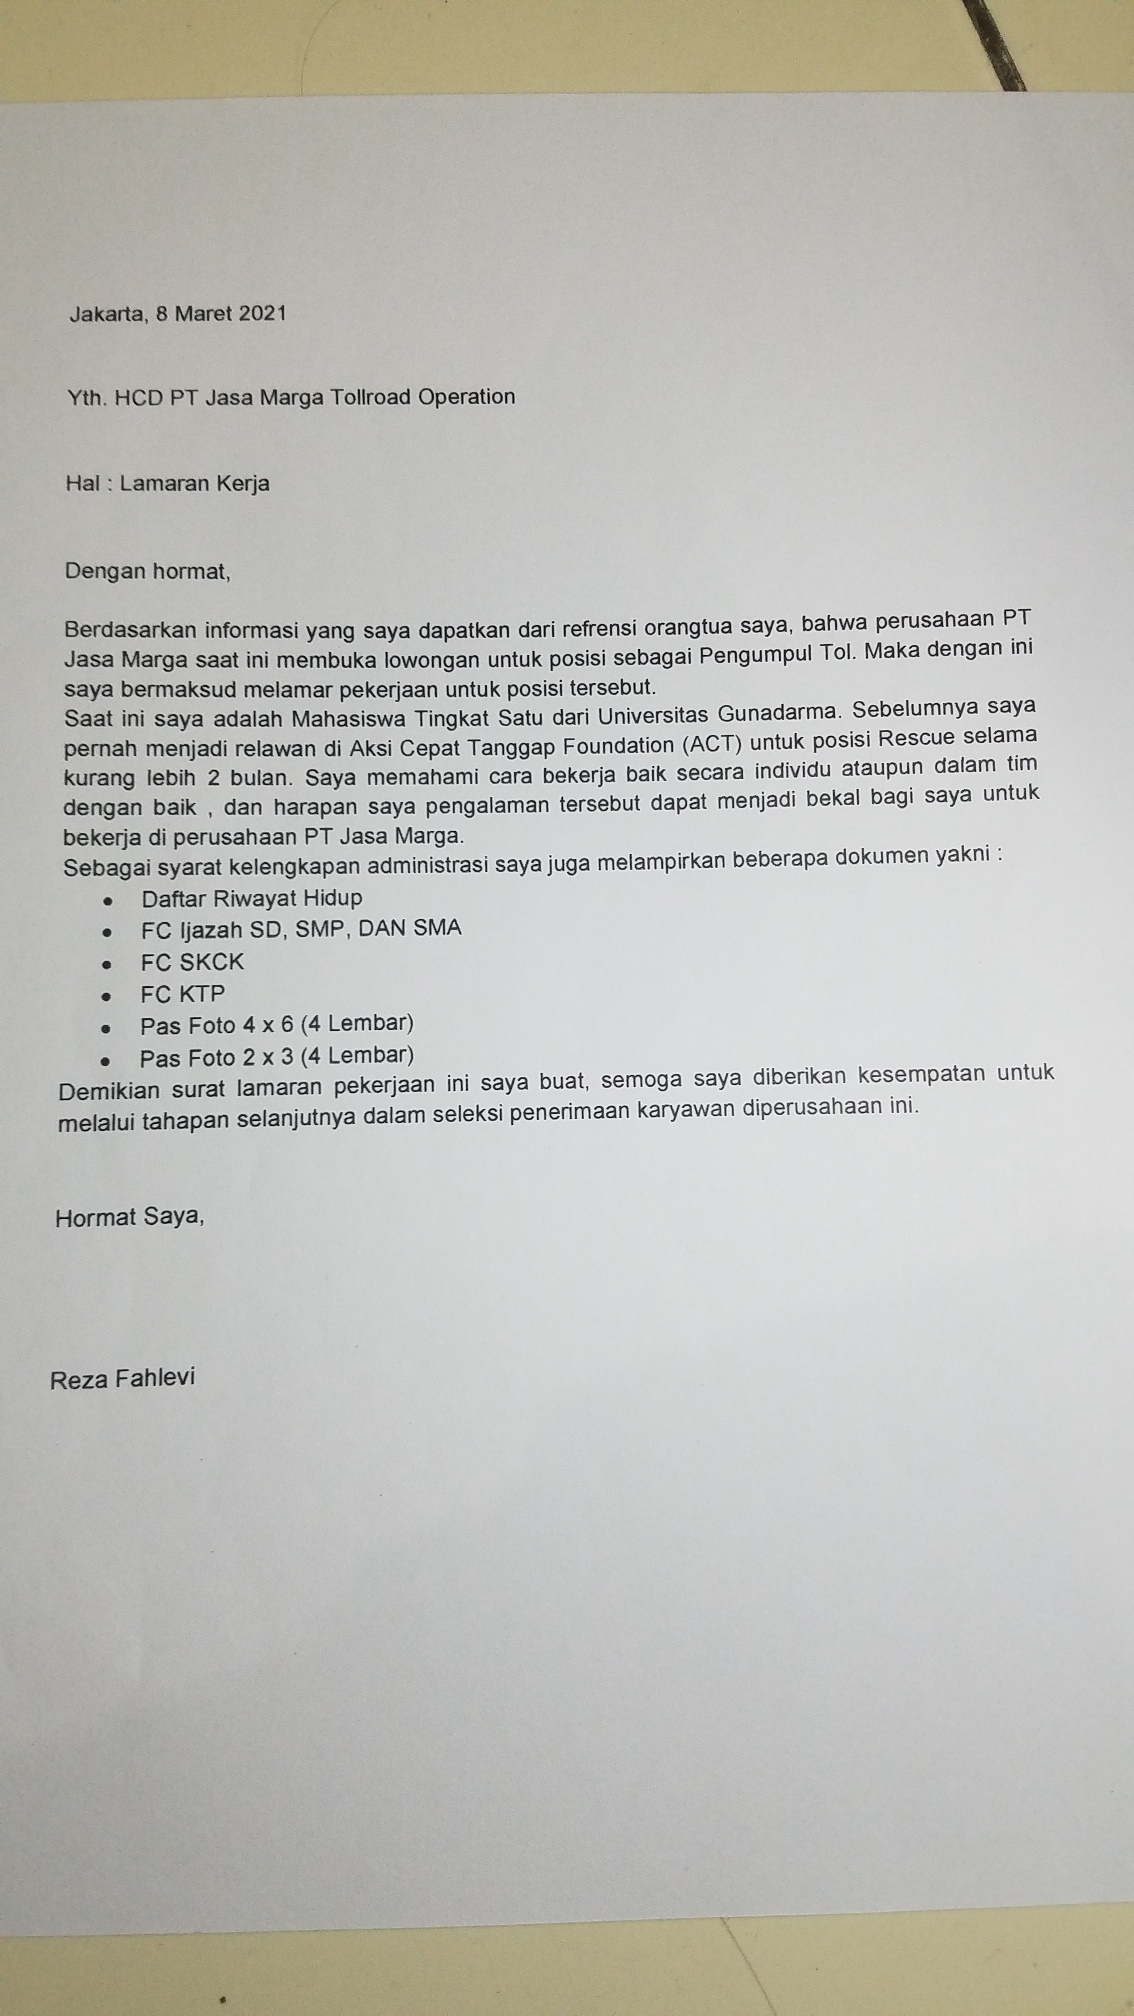 Jakarta, 8 Maret 2021
Yth. HCD PT Jasa Marga Tollroad Operation
Hal : Lamaran Kerja
Dengan hormat,
Berdasarkan informasi yang saya dapatkan dari refrensi orangtua saya, bahwa perusahaan PT
Jasa Marga saat ini membuka lowongan untuk posisi sebagai Pengumpul Tol. Maka dengan ini
saya bermaksud melamar pekerjaan untuk posisi tersebut.
Saat ini saya adalah Mahasiswa Tingkat Satu dari Universitas Gunadarma. Sebelumnya saya
pernah menjadi relawan di Aksi Cepat Tanggap Foundation (ACT) untuk posisi Rescue selama
kurang lebih 2 bulan. Saya memahami cara bekerja baik secara individu ataupun dalam tim
dengan baik , dan harapan saya pengalaman tersebut dapat menjadi bekal bagi saya untuk
bekerja di perusahaan PT Jasa Marga.
Sebagai syarat kelengkapan administrasi saya juga melampirkan beberapa dokumen yakni :
• Daftar Riwayat Hidup
• FC Ijazah SD, SMP, DAN SMA
• FC SKCK
• FC KTP
• Pas Foto 4 x 6 (4 Lembar)
• Pas Foto 2 x 3 (4 Lembar)
Demikian surat lamaran pekerjaan ini saya buat, semoga saya diberikan kesempatan untuk
melalui tahapan selanjutnya dalam seleksi penerimaan karyawan diperusahaan ini.
Hormat Saya,
Reza Fahlevi